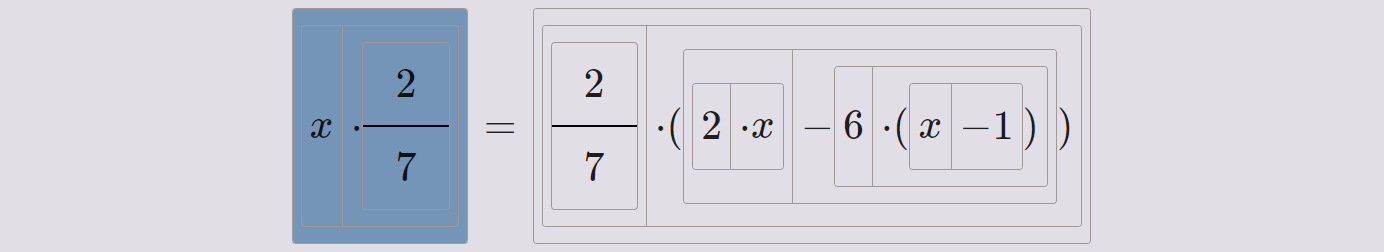 x · 2/7 = 2/7 · (2 · x − 6 · (x − 1))